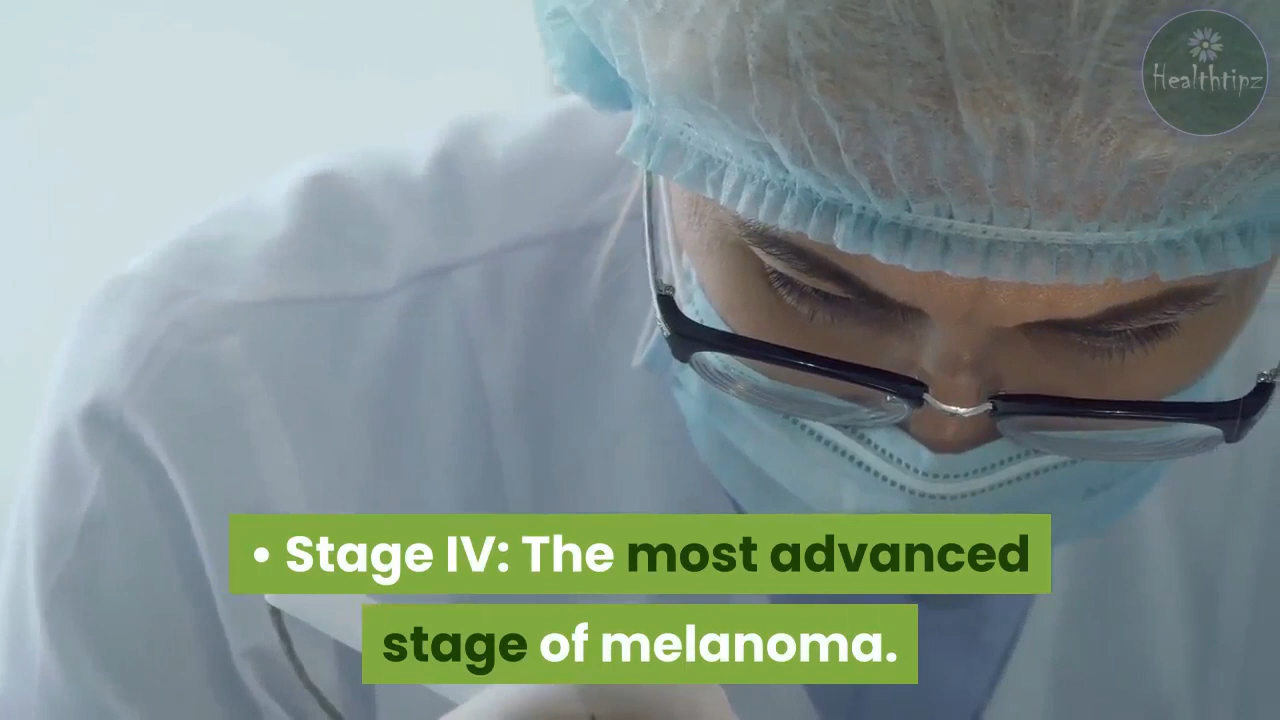 Healthtipz
• Stage IV: The most advanced
stage of melanoma.